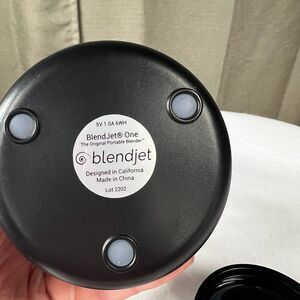 5V 1.0A 6WH
BlendJet® One
The Original Portable Blender™
blendjet
Designed in California
Made in China
Lot 2202